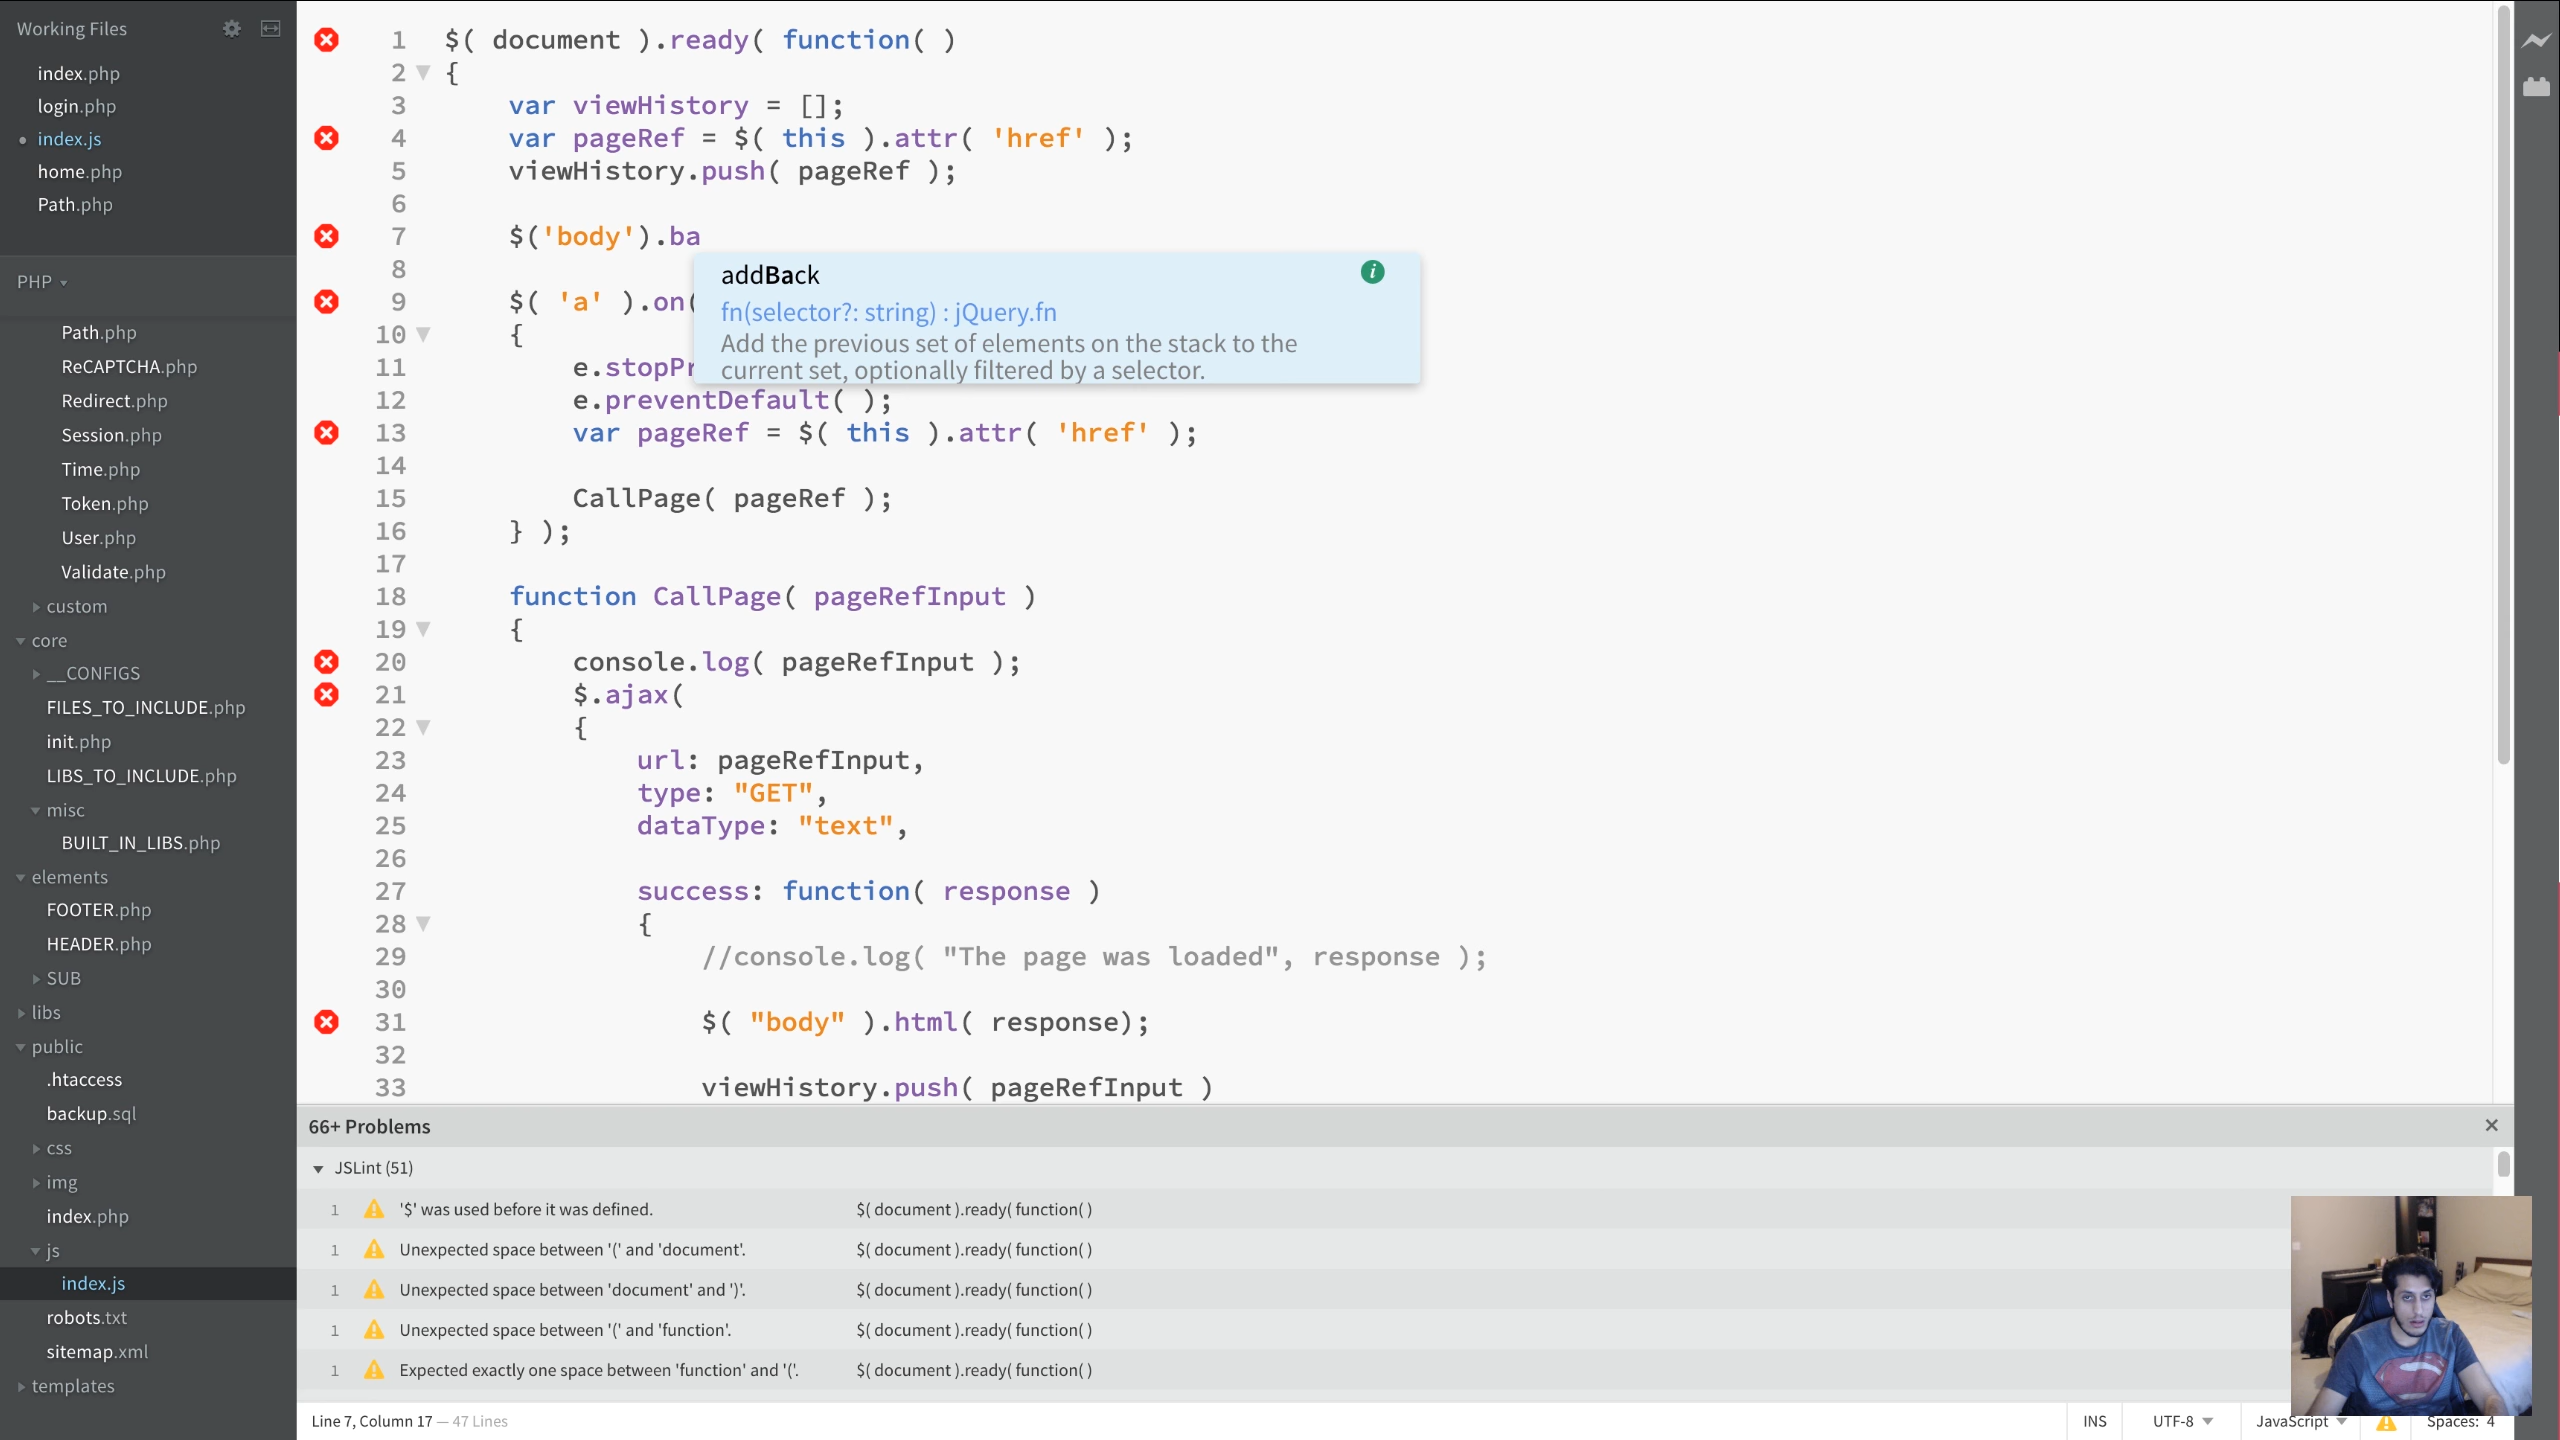 Working Files
index.php
login.php
index.js
home.php
Path.php
PHP
Path.php
ReCAPTCHA.php
Redirect.php
Session.php
Time.php
Token.php
User.php
Validate.php
custom
core
__CONFIGS
FILES_TO_INCLUDE.php
init.php
LIBS_TO_INCLUDE.php
misc
BUILT_IN_LIBS.php
elements
FOOTER.php
HEADER.php
SUB
libs
public
.htaccess
backup.sql
css
img
index.php
js
index.js
robots.txt
sitemap.xml
templates
1 $( document ).ready( function( )
2 {
3 var viewHistory = [];
4 var pageRef = $( this ).attr( 'href' );
5 viewHistory.push( pageRef );
6
7 $('body').ba
8
addBack
fn(selector?: string) : jQuery.fn
Add the previous set of elements on the stack to the
current set, optionally filtered by a selector.
9 $( 'a' ).on(
10 {
11 e.stopPr
12 e.preventDefault( );
13 var pageRef = $( this ).attr( 'href' );
14
15 CallPage( pageRef );
16 } );
17
18 function CallPage( pageRefInput )
19 {
20 console.log( pageRefInput );
21 $.ajax(
22 {
23 url: pageRefInput,
24 type: "GET",
25 dataType: "text",
26
27 success: function( response )
28 {
29 //console.log( "The page was loaded", response );
30
31 $( "body" ).html( response);
32
33 viewHistory.push( pageRefInput )
66+ Problems
JSLint (51)
1 '$' was used before it was defined. $( document ).ready( function( )
1 Unexpected space between '(' and 'document'. $( document ).ready( function( )
1 Unexpected space between 'document' and ')'. $( document ).ready( function( )
1 Unexpected space between '(' and 'function'. $( document ).ready( function( )
1 Expected exactly one space between 'function' and '('. $( document ).ready( function( )
Line 7, Column 17 — 47 Lines
INS UTF-8 JavaScript Spaces: 4